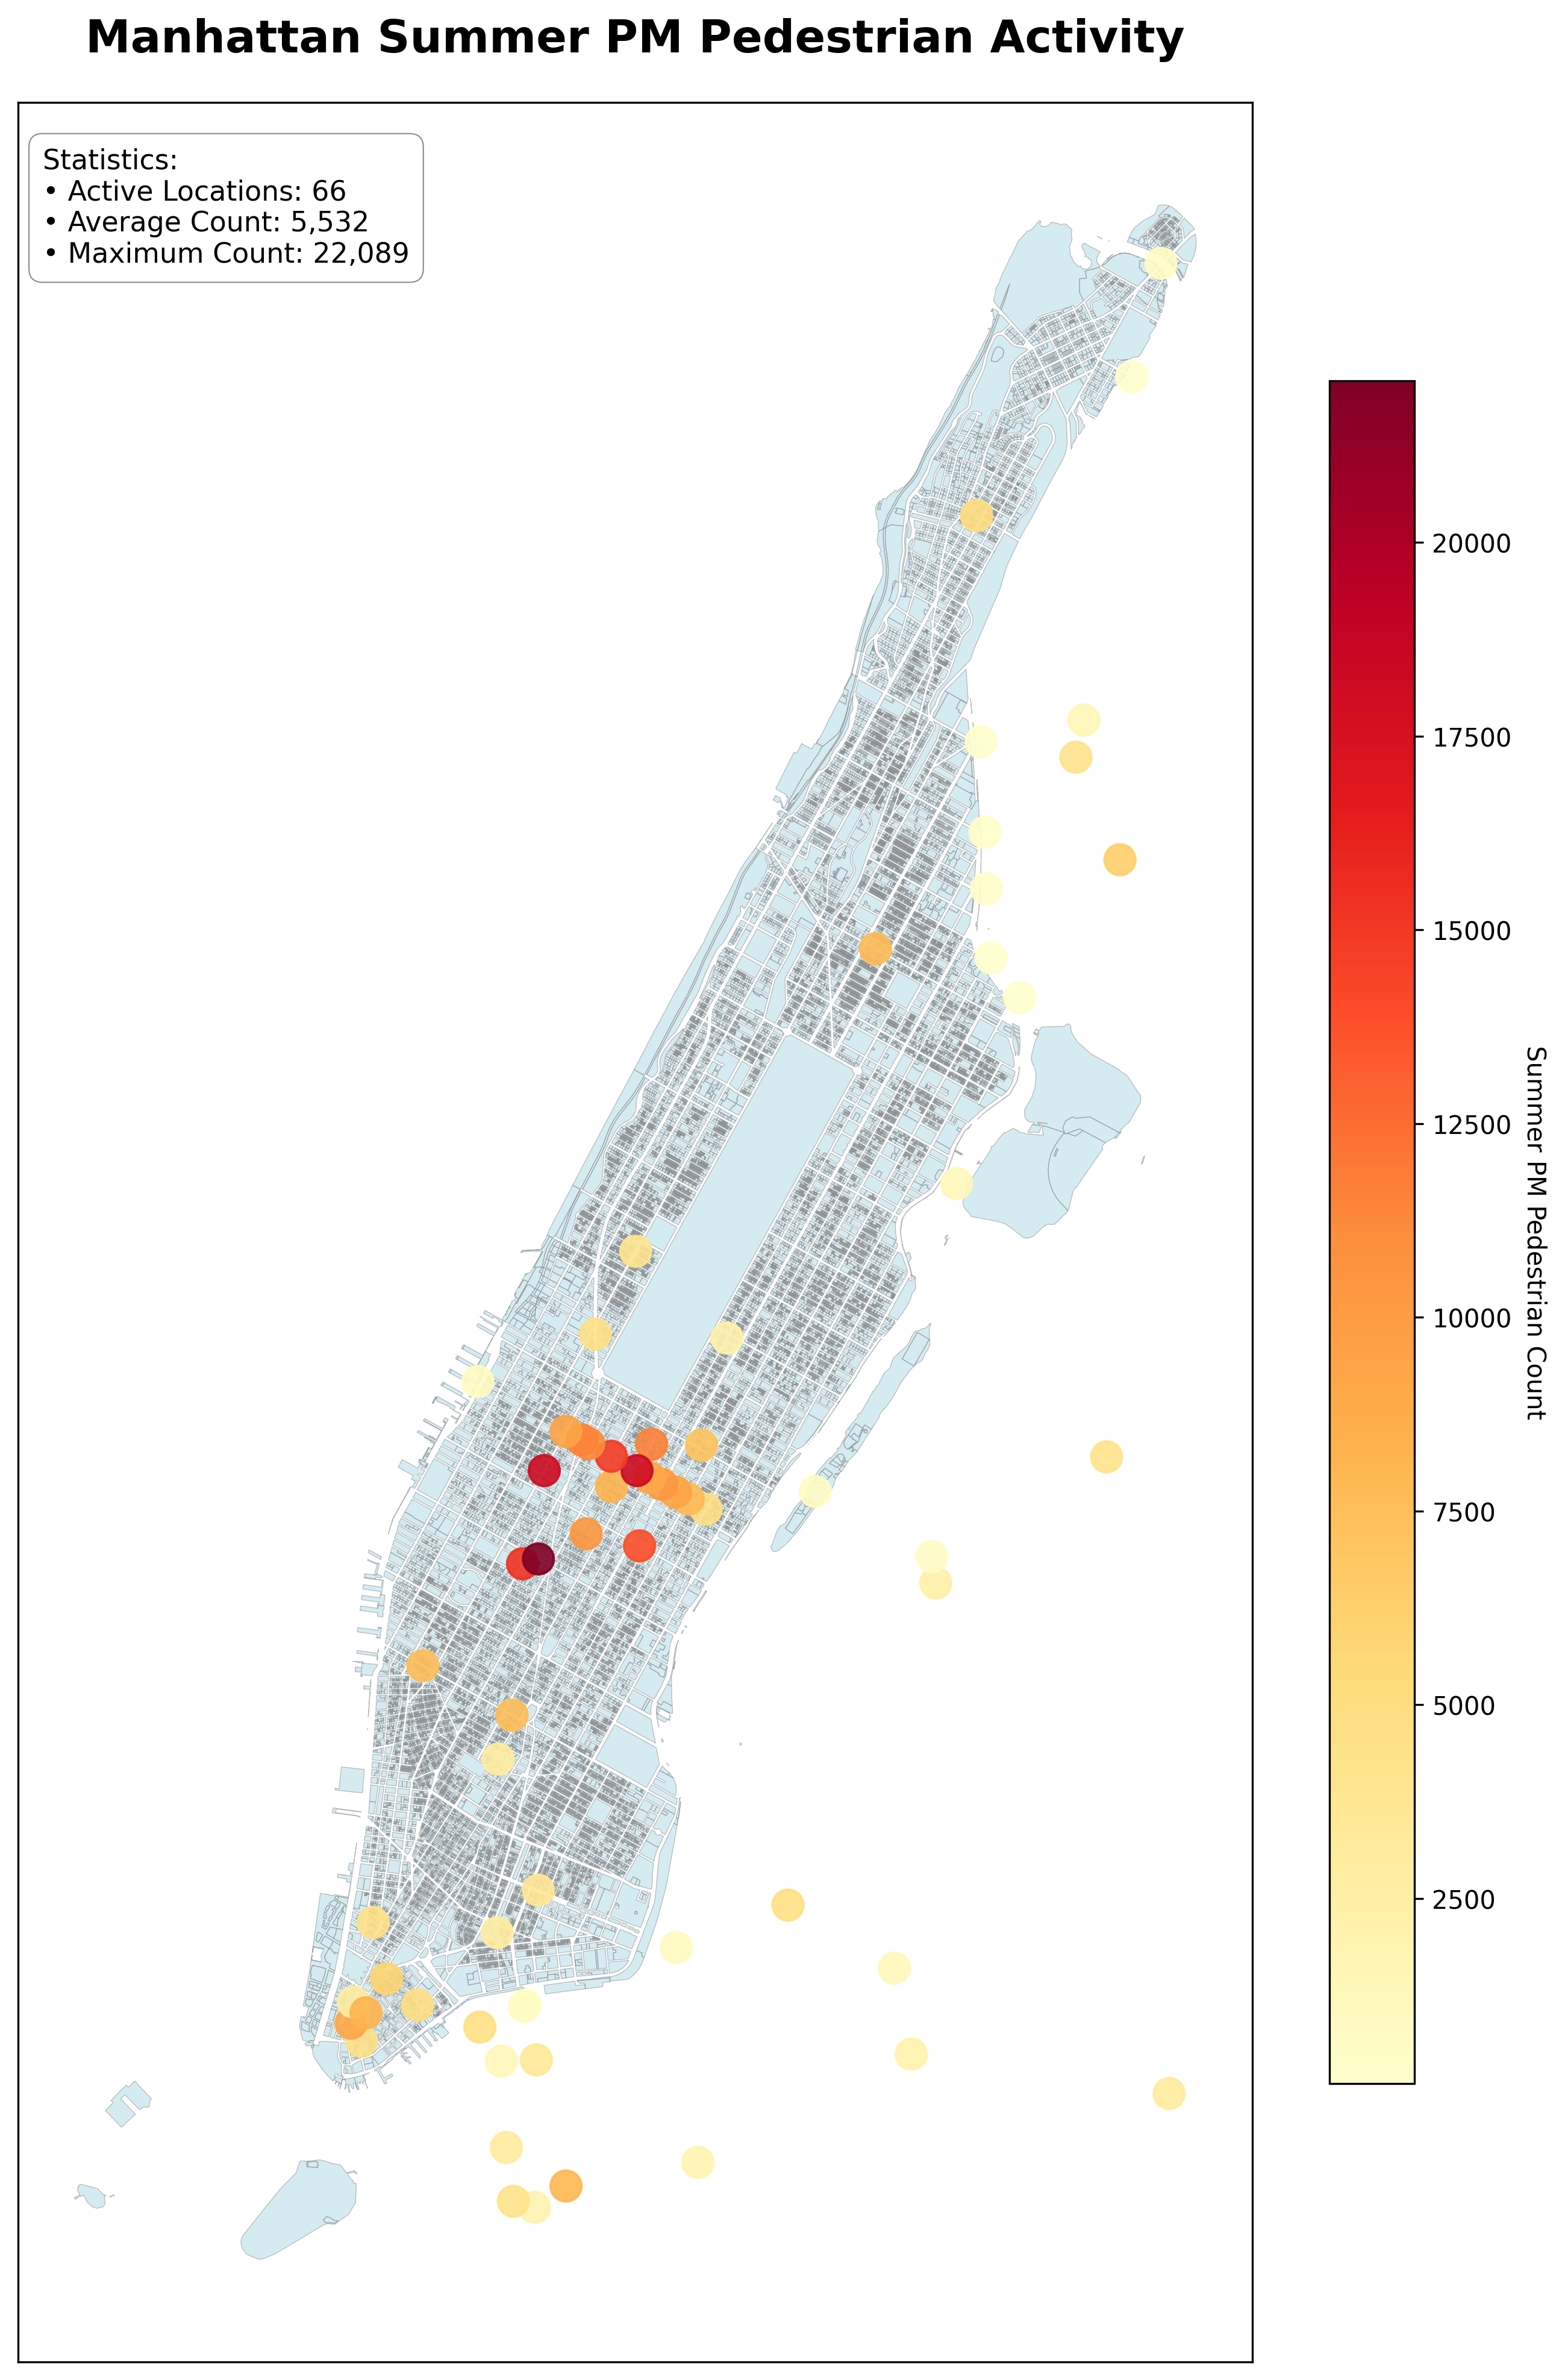 Manhattan Summer PM Pedestrian Activity
Statistics:
• Active Locations: 66
• Average Count: 5,532
• Maximum Count: 22,089
20000
17500
15000
12500
10000
7500
5000
2500
Summer PM Pedestrian Count